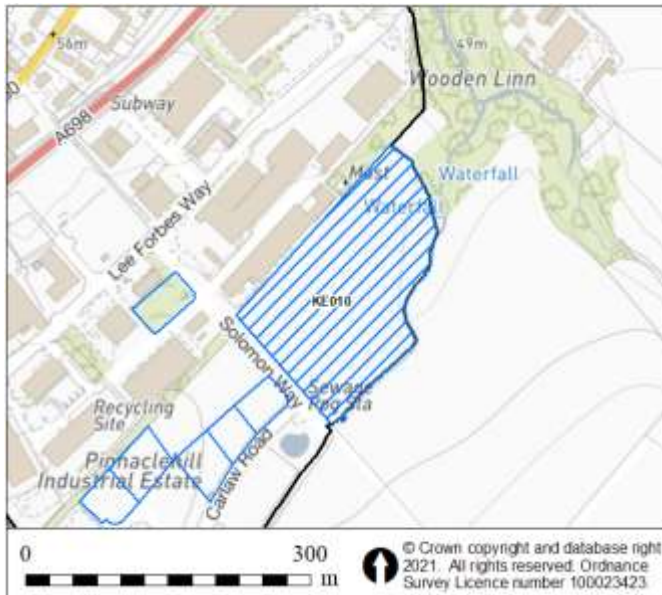 56m
49m
Wooden Linn
Subway
A698
Mast
Waterfall
Waterfall
Lee Forbes Way
KE010
Solomon Way
Sewage
Ppg Sta
Recycling
Site
Pinnaclehill
Industrial Estate
Carlaw Road
0 300
m
© Crown copyright and database right
2021. All rights reserved. Ordnance
Survey Licence number 100023423.